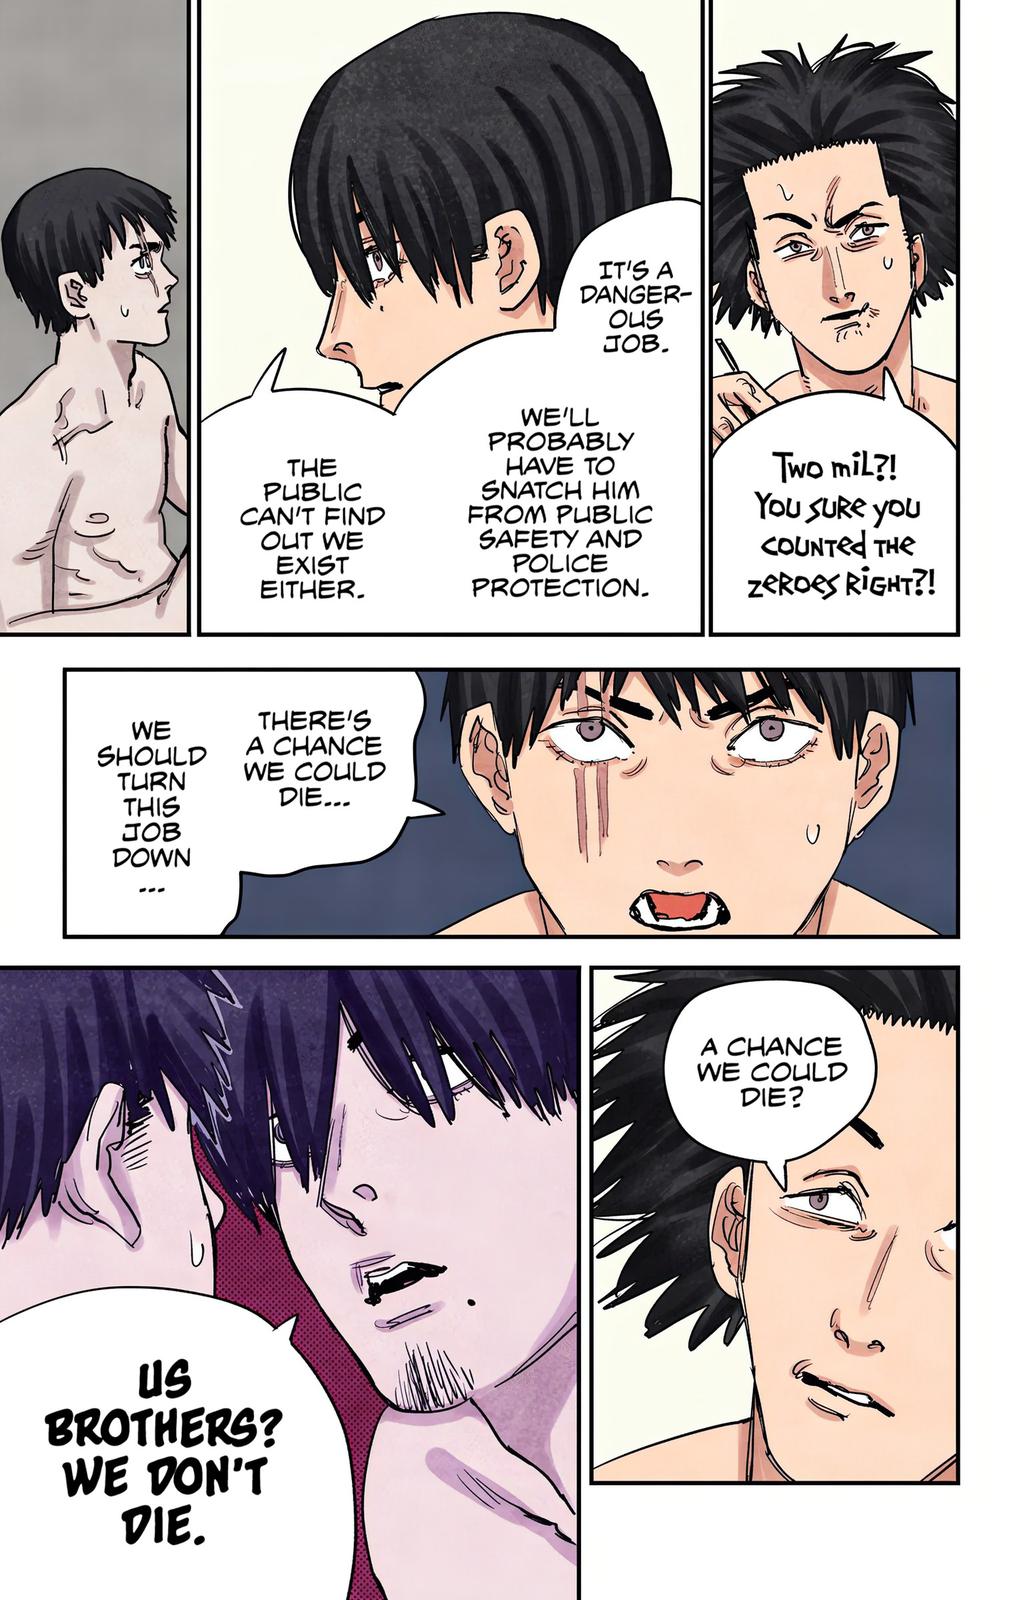 Two miL?!
YoU SURe yoU
coUNTed THe
zeRoes RigHT?!
IT'S A
DANGER-
OUS
JOB.
WE'LL
PROBABLY
HAVE TO
SNATCH HIM
FROM PUBLIC
SAFETY AND
POLICE
PROTECTION.
THE
PUBLIC
CAN'T FIND
OUT WE
EXIST
EITHER.
THERE'S
A CHANCE
WE COULD
DIE...
WE
SHOULD
TURN
THIS
JOB
DOWN
...
A CHANCE
WE COULD
DIE?
US
BROTHERS?
WE DON'T
DIE.